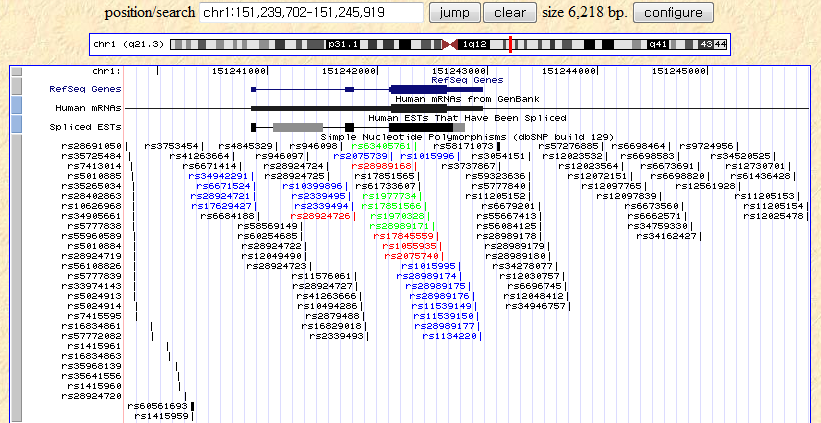 position/search chr1:151,239,702-151,245,919 jump clear size 6,218 bp. configure
chr1 (q21.3) p31.1 1q12 q41 43 44
chr1: 151241000 151242000 151243000 151244000 151245000
RefSeq Genes
RefSeq Genes
Human mRNAs from GenBank
Human mRNAs
Human ESTs That Have Been Spliced
Spliced ESTs
Simple Nucleotide Polymorphisms (dbSNP build 129)
rs28691050 rs3753454 rs4845329 rs946098 rs63405761 rs58171073 rs57276885 rs6698464 rs9724956
rs35725484 rs41263664 rs946097 rs2075739 rs1015996 rs3054151 rs12023532 rs6698583 rs34520525
rs7413014 rs6671414 rs28924724 rs28989168 rs3737867 rs12023564 rs6673691 rs12730701
rs5010885 rs34942291 rs28924725 rs17851565 rs59323636 rs12072151 rs6698820 rs61436428
rs35265034 rs6671524 rs10399896 rs61733607 rs5777840 rs12097765 rs12561928
rs28402863 rs28924721 rs2339495 rs1977734 rs11205152 rs12097839 rs11205153
rs10626968 rs17629427 rs2339494 rs17851566 rs6679201 rs6673560 rs11205154
rs34905661 rs6684188 rs28924726 rs1970328 rs55667413 rs6662571 rs12025478
rs5777838 rs58569149 rs28989171 rs56084125 rs34759330
rs55960589 rs60254685 rs17845559 rs28989178 rs34162427
rs5010884 rs28924722 rs1055935 rs28989179
rs28924719 rs12049490 rs2075740 rs28989180
rs56108826 rs28924723 rs1015995 rs34278077
rs5777839 rs11576061 rs28989174 rs12030757
rs33974143 rs28924727 rs28989175 rs6696745
rs5024913 rs41263666 rs28989176 rs12048412
rs5024914 rs10494286 rs11539149 rs34946757
rs7415595 rs2879488 rs11539150
rs16834861 rs16829018 rs28989177
rs57772082 rs2339493 rs1134220
rs1415961
rs16834863
rs35968139
rs35641556
rs1415960
rs28924720
rs60561693
rs1415959